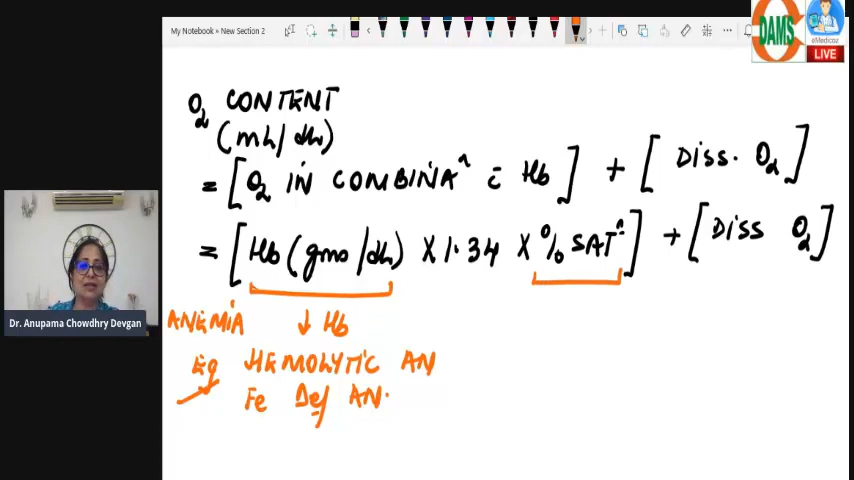 My Notebook » New Section 2
DAMS
eMedicoz
LIVE
O₂ CONTENT
(mL/dL)
= [O₂ IN COMBINAⁿ c̄ Hb] + [DISS. O₂]
= [Hb (gms/dL) X 1.34 X % SATⁿ] + [DISS O₂]
ANEMIA ↓ Hb
Eg HEMOLYTIC AN
Fe Def AN.
Dr. Anupama Chowdhry Devgan